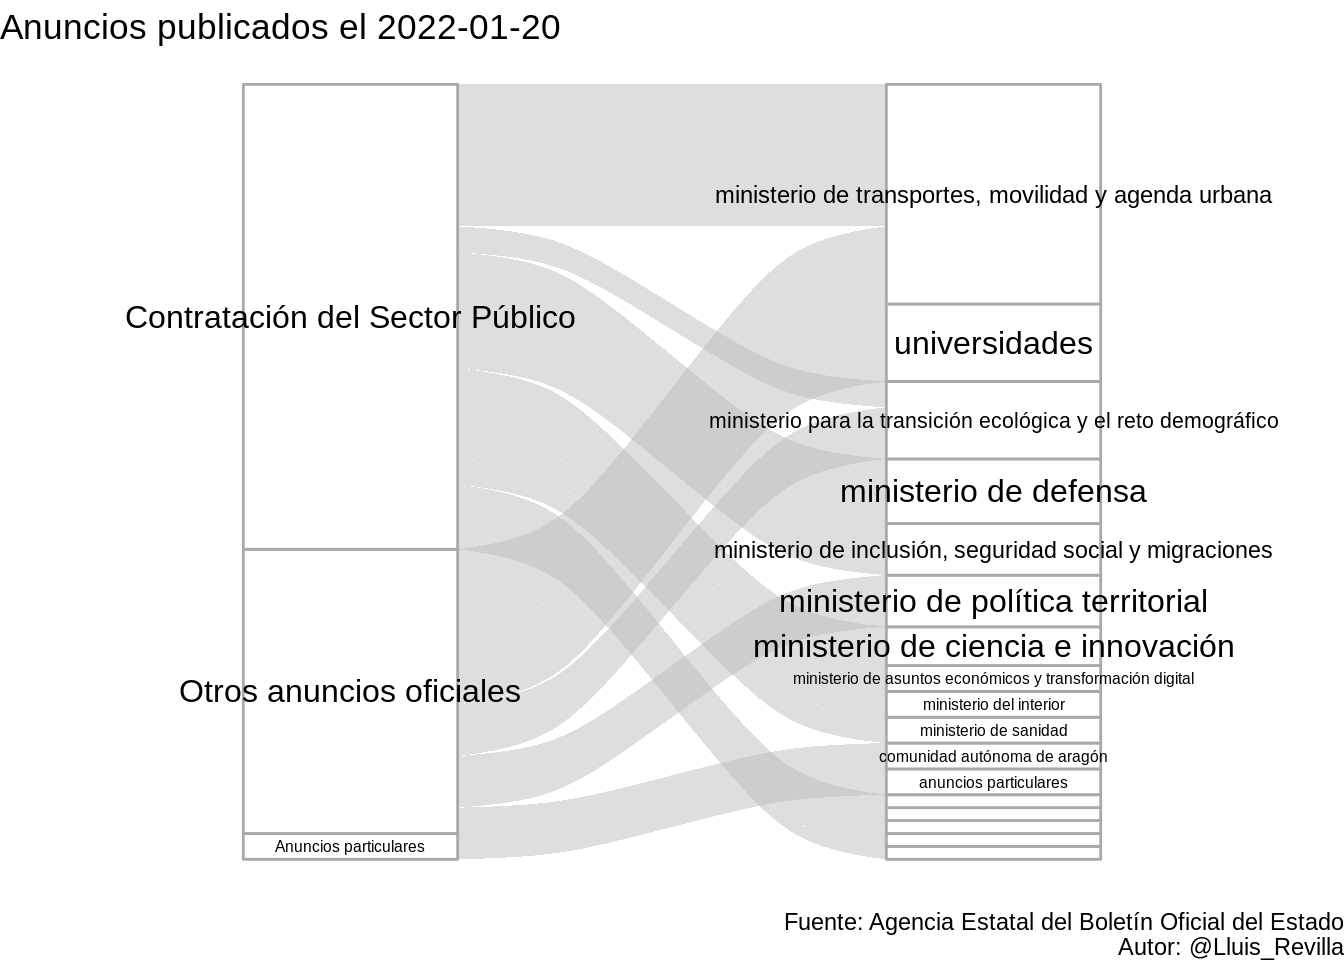 Anuncios publicados el 2022-01-20
ministerio de transportes, movilidad y agenda urbana
Contratación del Sector Público
universidades
ministerio para la transición ecológica y el reto demográfico
ministerio de defensa
ministerio de inclusión, seguridad social y migraciones
ministerio de política territorial
ministerio de ciencia e innovación
ministerio de asuntos económicos y transformación digital
Otros anuncios oficiales
ministerio del interior
ministerio de sanidad
comunidad autónoma de aragón
anuncios particulares
Anuncios particulares
Fuente: Agencia Estatal del Boletín Oficial del Estado
Autor: @Lluis_Revilla